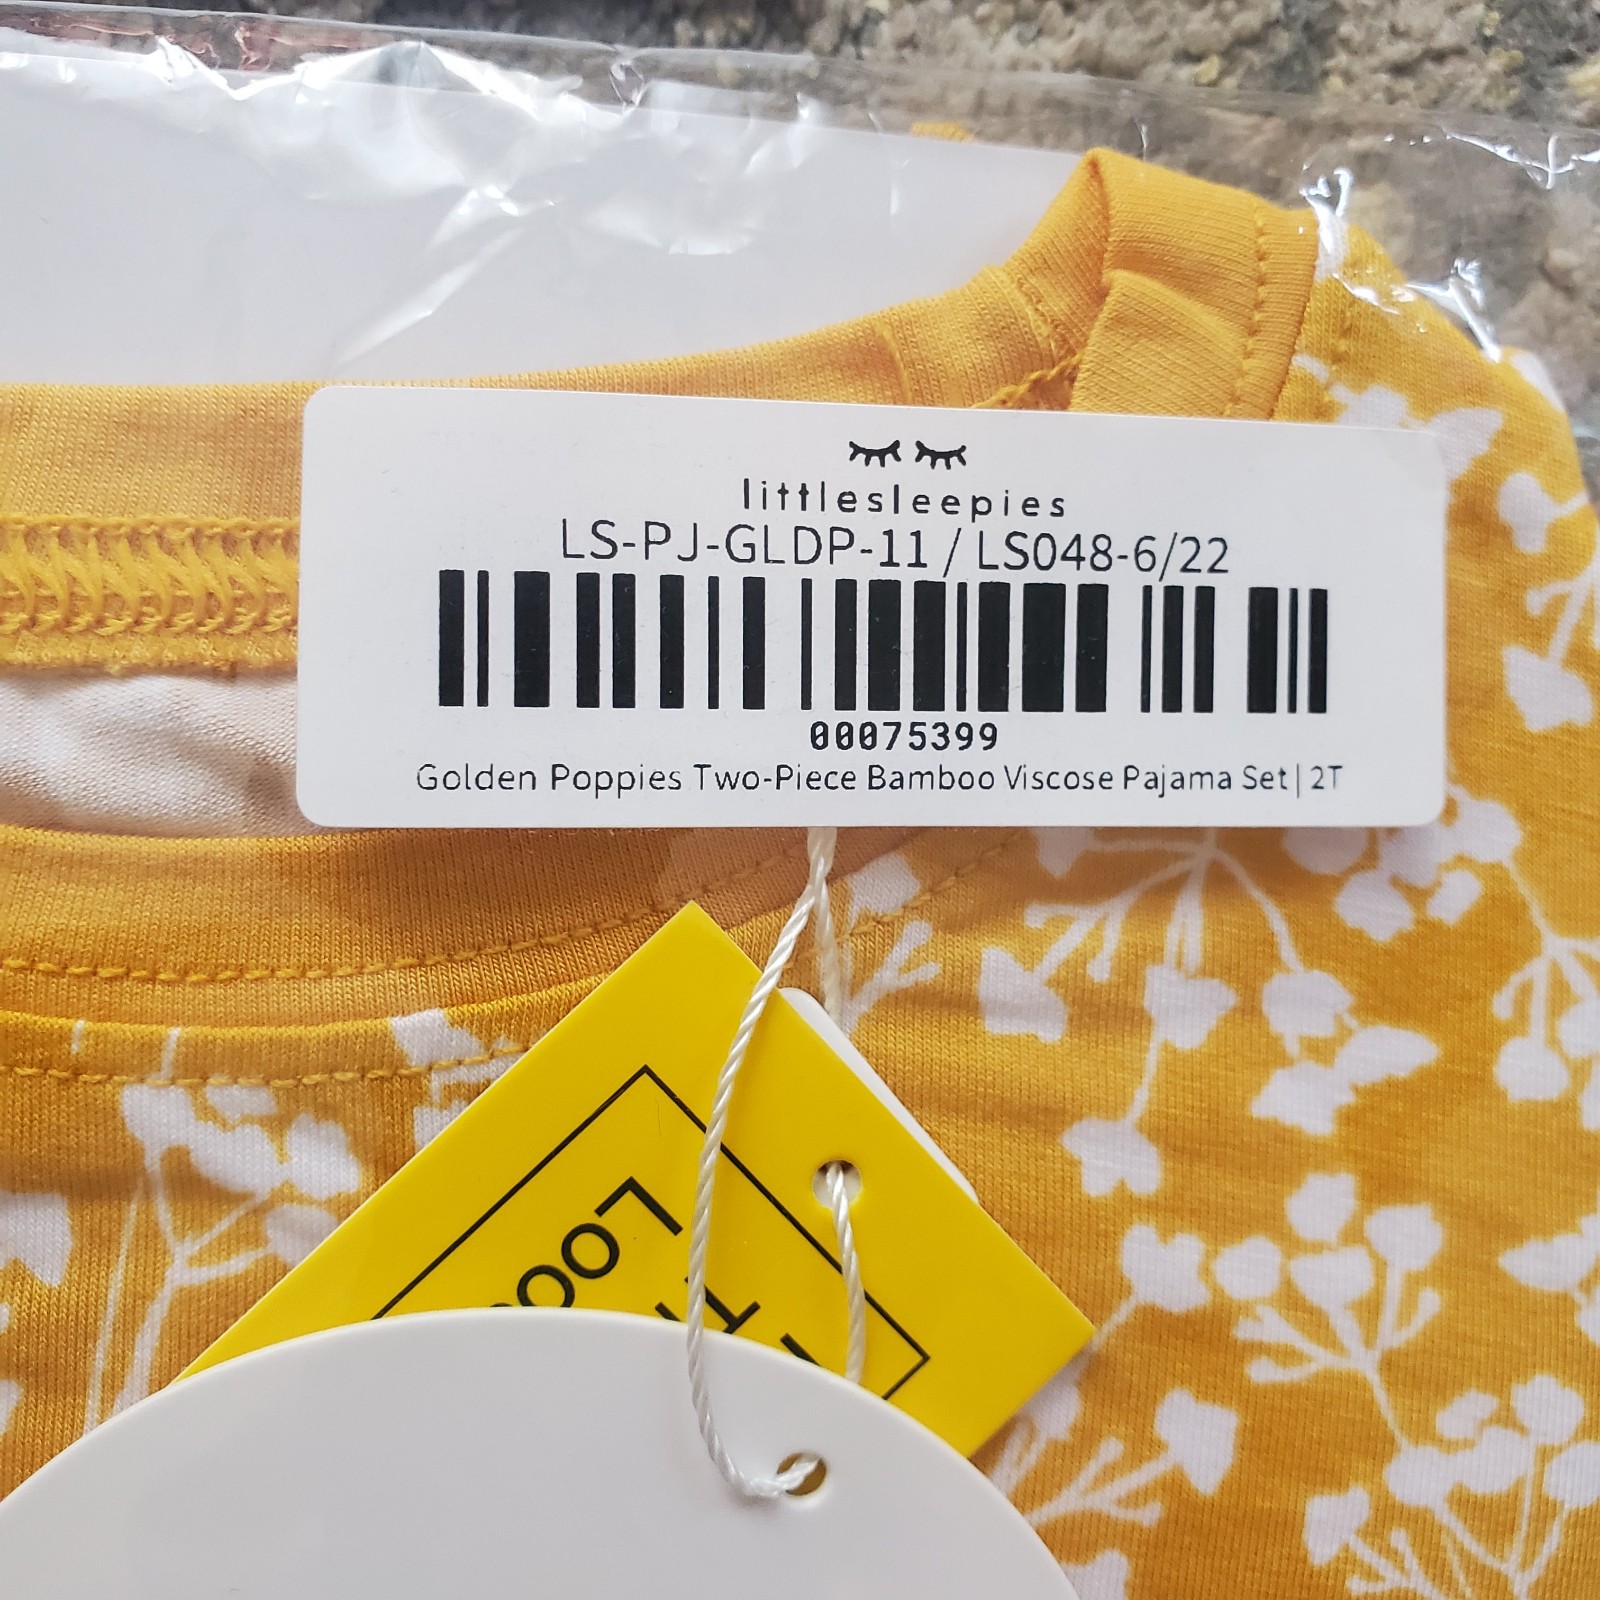 littlesleepies
LS-PJ-GLDP-11 / LS048-6/22
00075399
Golden Poppies Two-Piece Bamboo Viscose Pajama Set | 2T